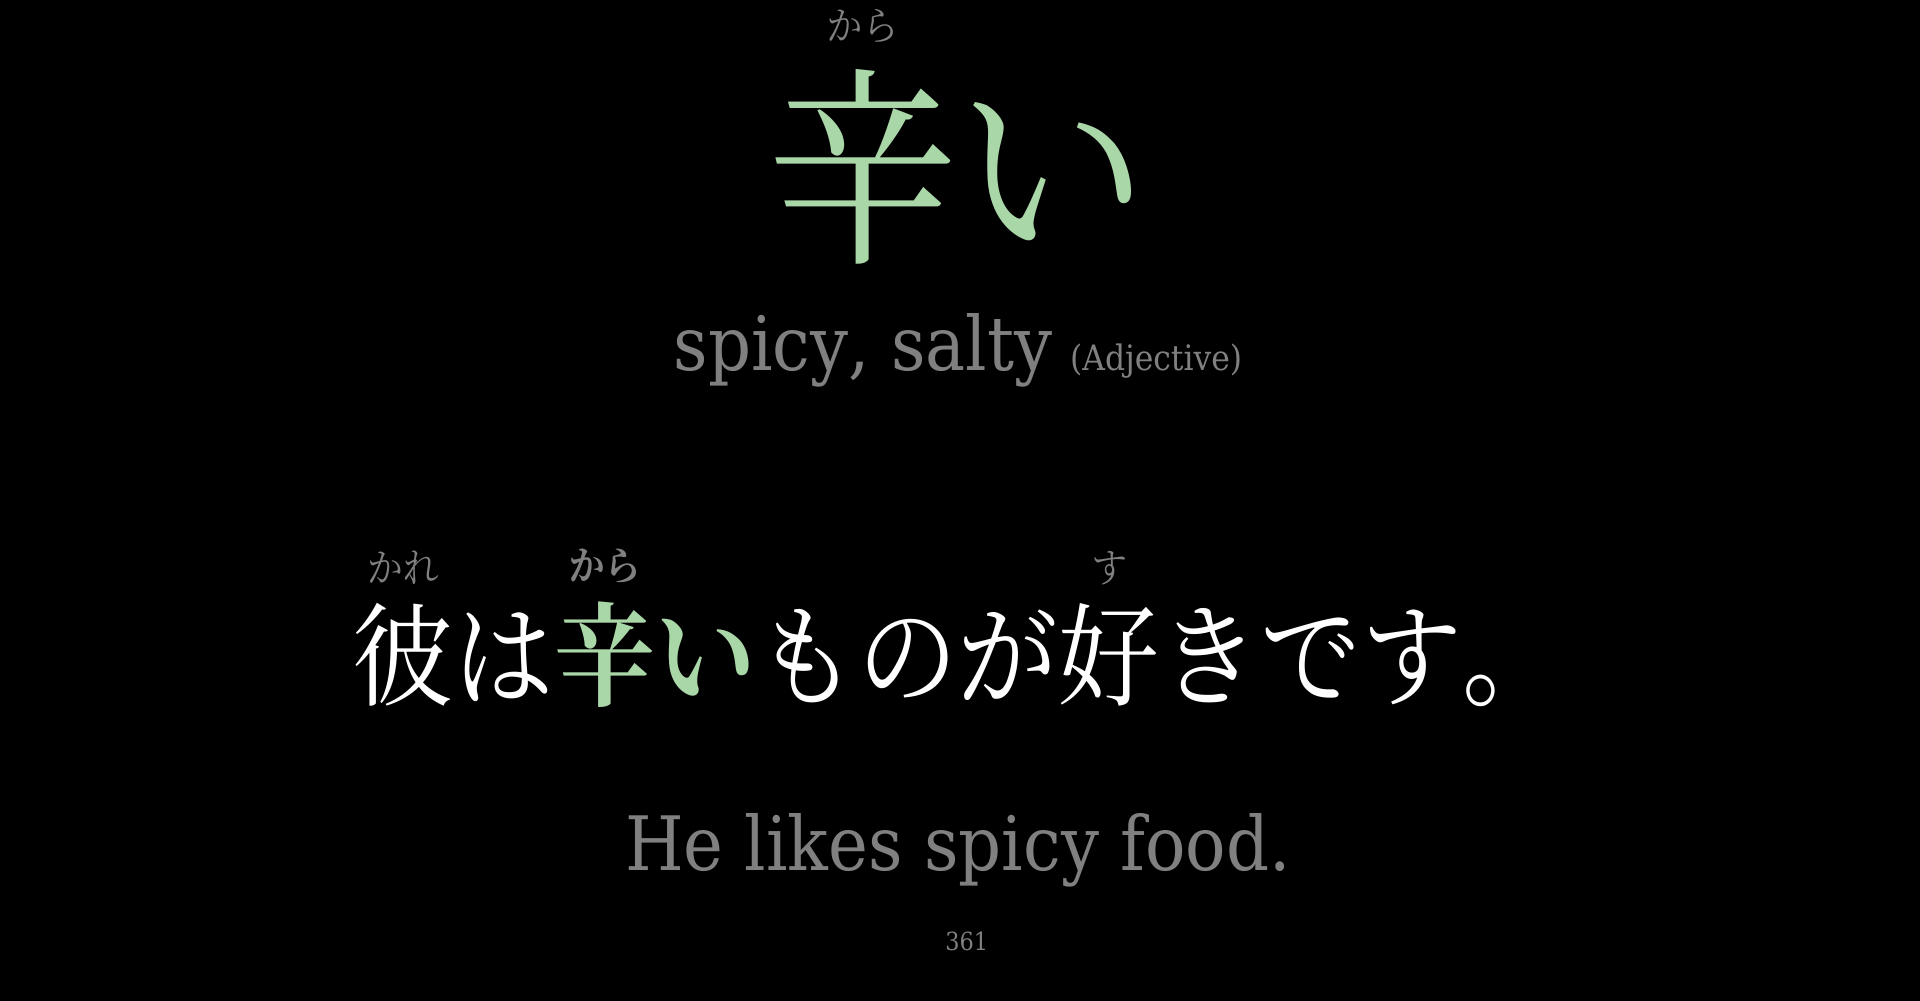 から
辛い
spicy, salty (Adjective)
かれ から す
彼は辛いものが好きです。
He likes spicy food.
361